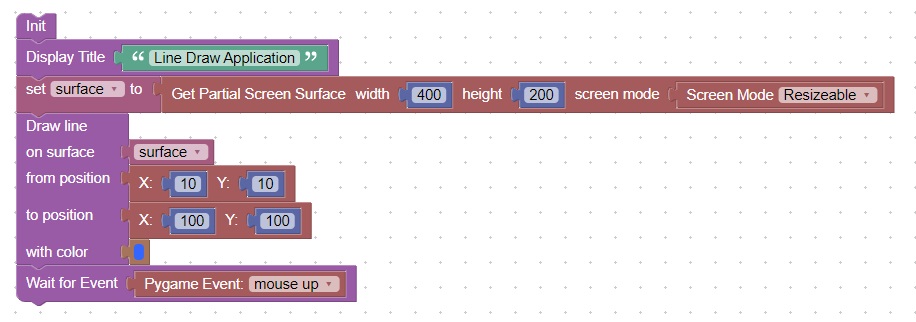 Init
Display Title “ Line Draw Application ”
set surface to Get Partial Screen Surface width 400 height 200 screen mode Screen Mode Resizeable
Draw line
on surface surface
from position X: 10 Y: 10
to position X: 100 Y: 100
with color
Wait for Event Pygame Event: mouse up